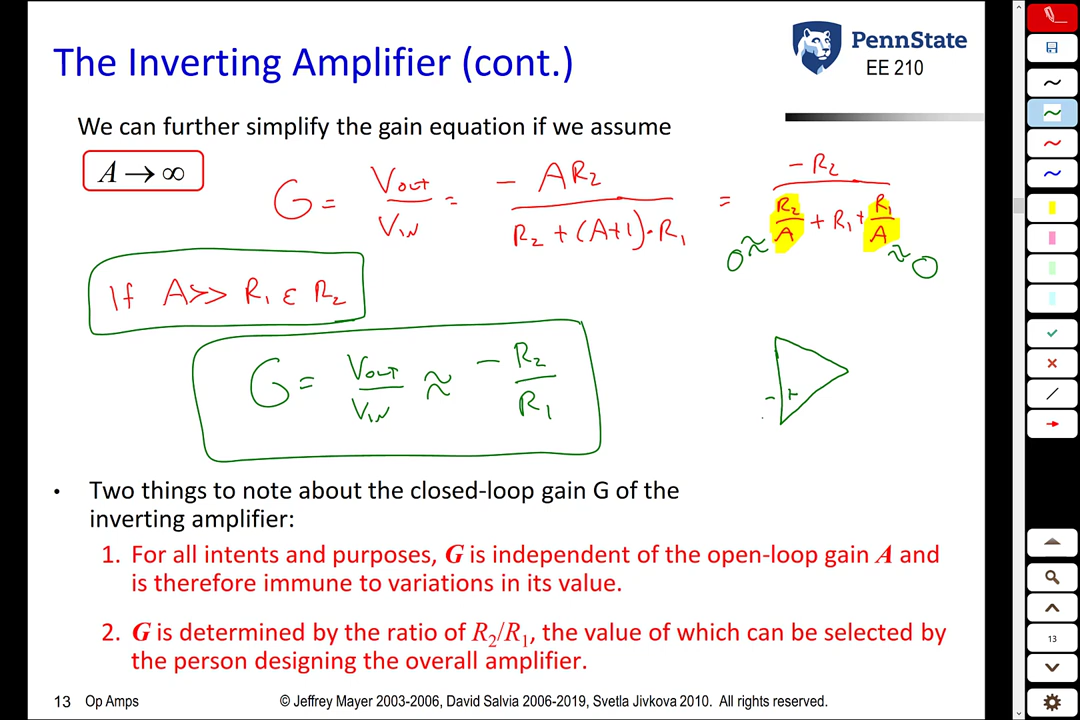 The Inverting Amplifier (cont.)
PennState
EE 210
We can further simplify the gain equation if we assume
A → ∞
G = Vout / VIN = - AR2 / R2 + (A+1)·R1 = -R2 / R2/A + R1 + R1/A
0 ≈ ≈ 0
If A >> R1 & R2
G = Vout / VIN ≈ - R2 / R1
- +
• Two things to note about the closed-loop gain G of the
inverting amplifier:
1. For all intents and purposes, G is independent of the open-loop gain A and
is therefore immune to variations in its value.
2. G is determined by the ratio of R2/R1, the value of which can be selected by
the person designing the overall amplifier.
13 Op Amps © Jeffrey Mayer 2003-2006, David Salvia 2006-2019, Svetla Jivkova 2010. All rights reserved.
13